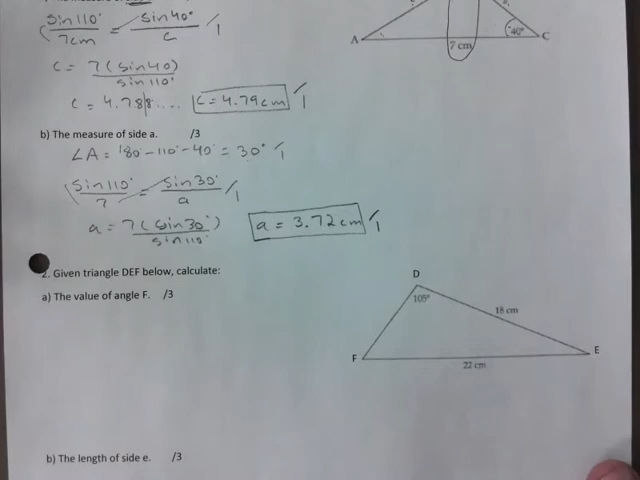 sin110° / 7cm = sin40° / c /1
c = 7(sin40) / sin110°
c = 4.788.... c = 4.79cm /1
A 40° C
7 cm
b) The measure of side a. /3
∠A = 180° - 110° - 40° = 30° /1
sin110° / 7 = sin30° / a /1
a = 7(sin30°) / sin110° a = 3.72cm /1
2. Given triangle DEF below, calculate:
a) The value of angle F. /3
D
105°
18 cm
F
E
22 cm
b) The length of side e. /3